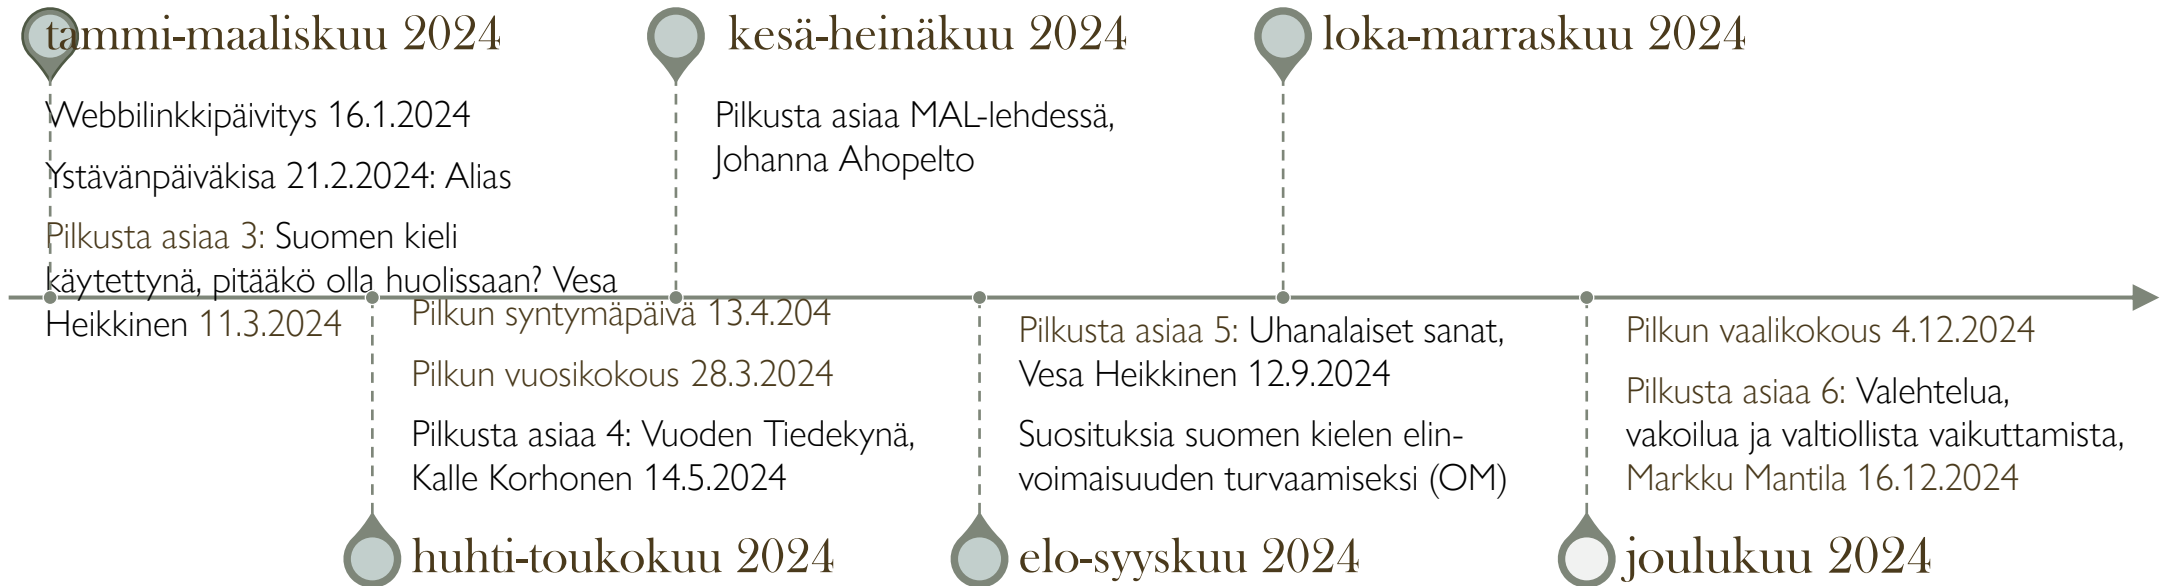 tammi-maaliskuu 2024
Webbilinkkipäivitys 16.1.2024
Ystävänpäiväkisa 21.2.2024: Alias
Pilkusta asiaa 3: Suomen kieli
käytettynä, pitääkö olla huolissaan? Vesa
Heikkinen 11.3.2024
Pilkun syntymäpäivä 13.4.204
Pilkun vuosikokous 28.3.2024
Pilkusta asiaa 4: Vuoden Tiedekynä,
Kalle Korhonen 14.5.2024
huhti-toukokuu 2024
kesä-heinäkuu 2024
Pilkusta asiaa MAL-lehdessä,
Johanna Ahopelto
Pilkusta asiaa 5: Uhanalaiset sanat,
Vesa Heikkinen 12.9.2024
Suosituksia suomen kielen elin-
voimaisuuden turvaamiseksi (OM)
elo-syyskuu 2024
loka-marraskuu 2024
Pilkun vaalikokous 4.12.2024
Pilkusta asiaa 6: Valehtelua,
vakoilua ja valtiollista vaikuttamista,
Markku Mantila 16.12.2024
joulukuu 2024